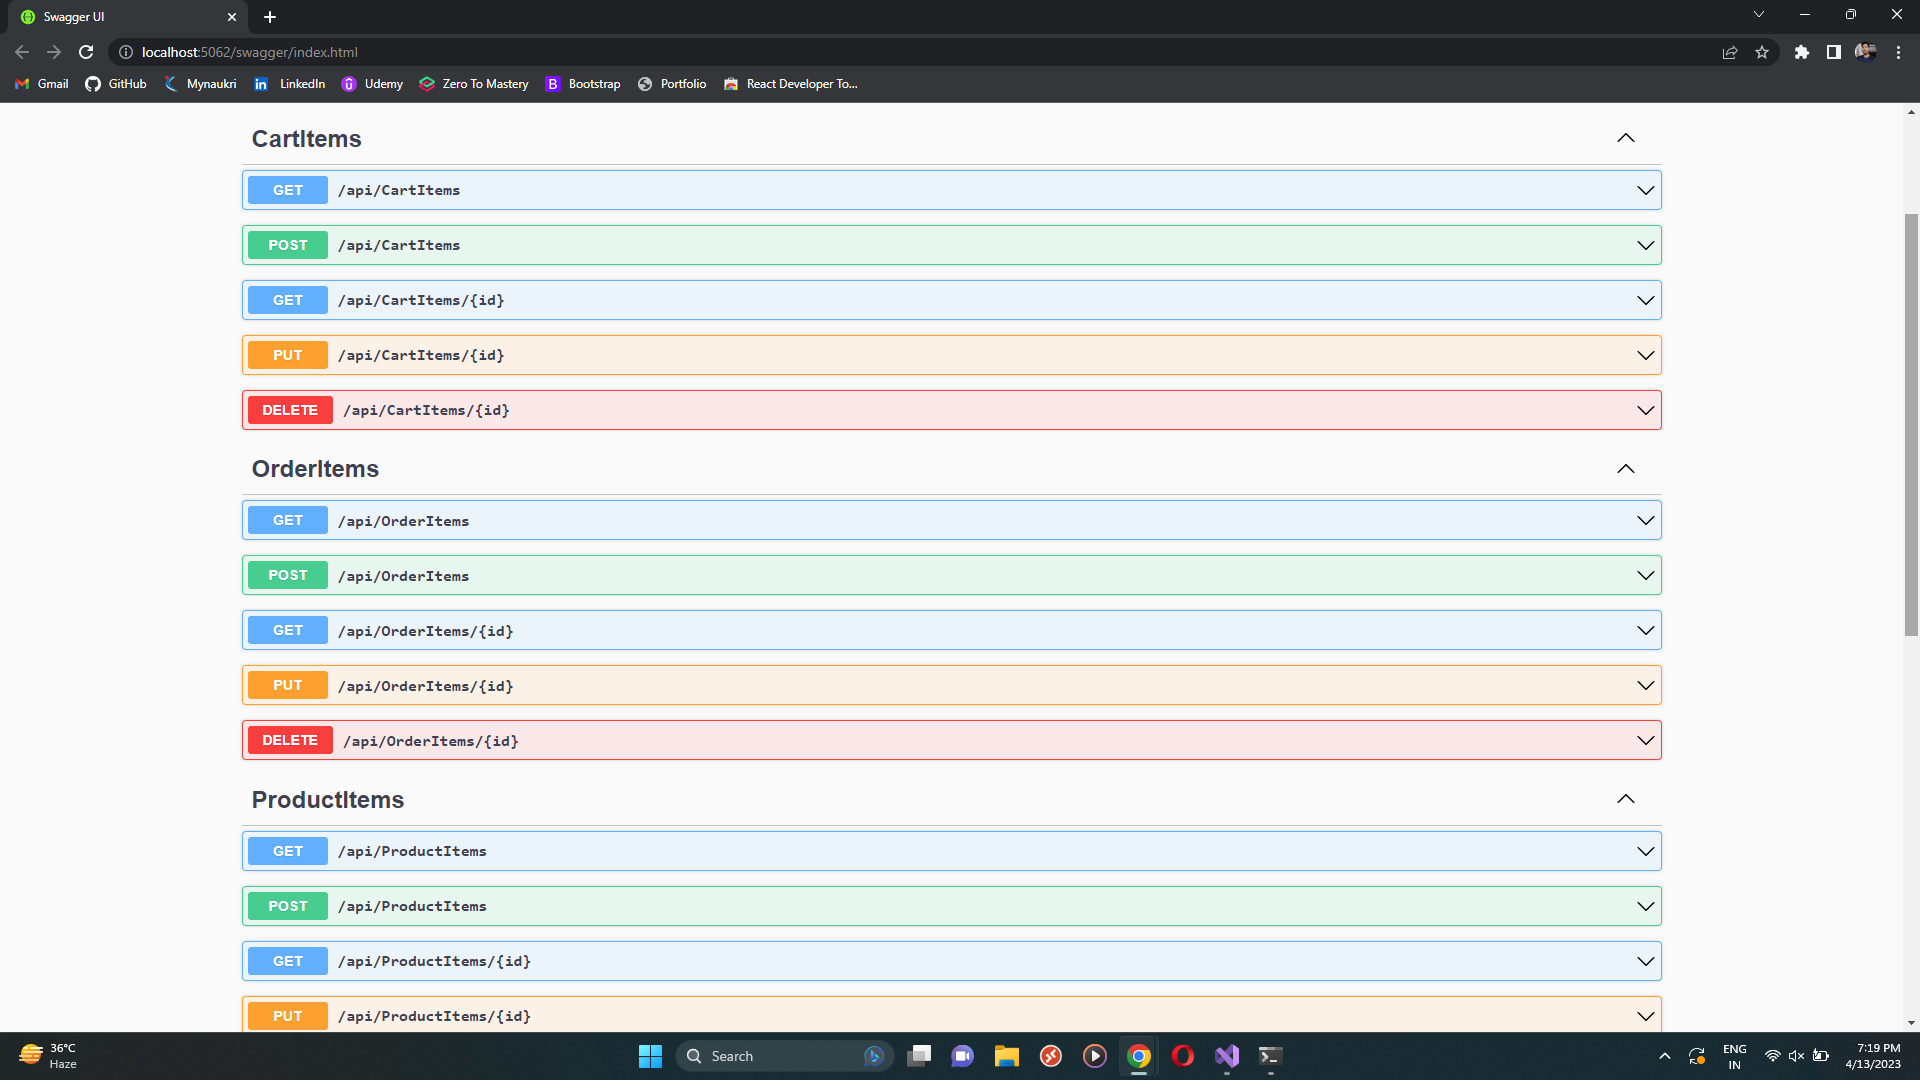 Swagger UI
localhost:5062/swagger/index.html
Gmail GitHub Mynaukri LinkedIn Udemy Zero To Mastery Bootstrap Portfolio React Developer To...
CartItems
GET /api/CartItems
POST /api/CartItems
GET /api/CartItems/{id}
PUT /api/CartItems/{id}
DELETE /api/CartItems/{id}
OrderItems
GET /api/OrderItems
POST /api/OrderItems
GET /api/OrderItems/{id}
PUT /api/OrderItems/{id}
DELETE /api/OrderItems/{id}
ProductItems
GET /api/ProductItems
POST /api/ProductItems
GET /api/ProductItems/{id}
PUT /api/ProductItems/{id}
36°C
Haze
Search
ENG
IN
7:19 PM
4/13/2023